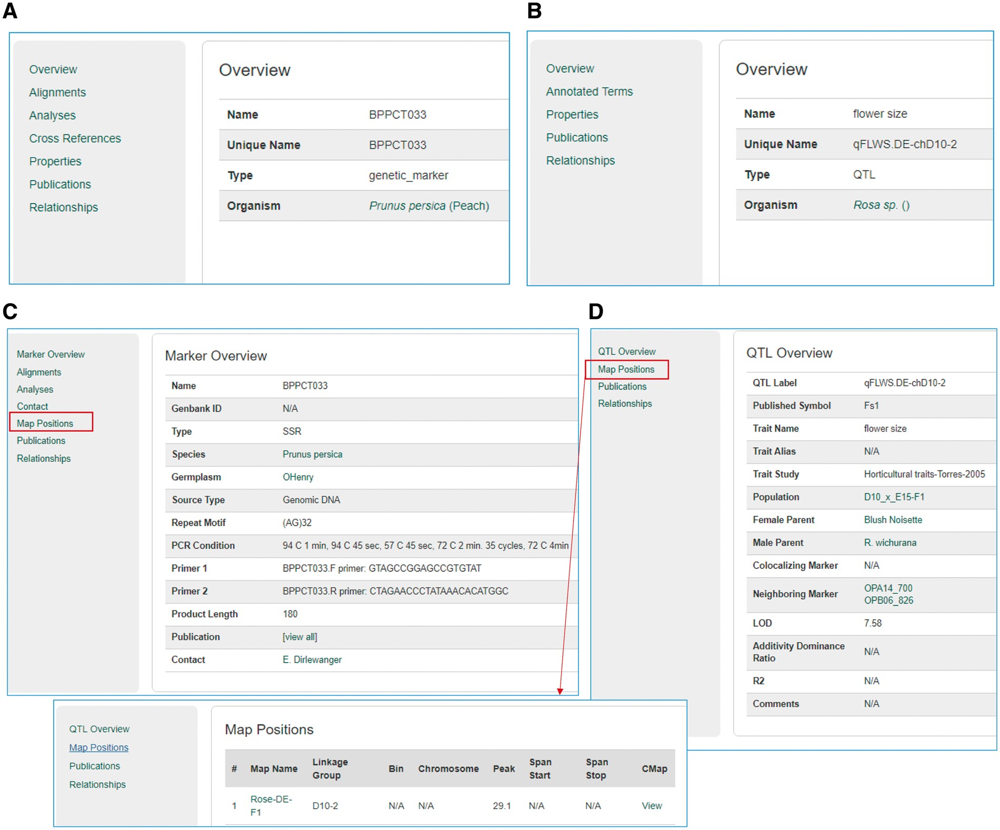 A
Overview
Alignments
Analyses
Cross References
Properties
Publications
Relationships
Overview
Name BPPCT033
Unique Name BPPCT033
Type genetic_marker
Organism Prunus persica (Peach)
B
Overview
Annotated Terms
Properties
Publications
Relationships
Overview
Name flower size
Unique Name qFLWS.DE-chD10-2
Type QTL
Organism Rosa sp. ()
C
Marker Overview
Alignments
Analyses
Contact
Map Positions
Publications
Relationships
Marker Overview
Name BPPCT033
Genbank ID N/A
Type SSR
Species Prunus persica
Germplasm OHenry
Source Type Genomic DNA
Repeat Motif (AG)32
PCR Condition 94 C 1 min, 94 C 45 sec, 57 C 45 sec, 72 C 2 min. 35 cycles, 72 C 4min
Primer 1 BPPCT033.F primer: GTAGCCGGAGCCGTGTAT
Primer 2 BPPCT033.R primer: CTAGAACCCTATAAACACATGGC
Product Length 180
Publication [view all]
Contact E. Dirlewanger
D
QTL Overview
Map Positions
Publications
Relationships
QTL Overview
QTL Label qFLWS.DE-chD10-2
Published Symbol Fs1
Trait Name flower size
Trait Alias N/A
Trait Study Horticultural traits-Torres-2005
Population D10_x_E15-F1
Female Parent Blush Noisette
Male Parent R. wichurana
Colocalizing Marker N/A
Neighboring Marker OPA14_700
OPB06_826
LOD 7.58
Additivity Dominance
Ratio N/A
R2 N/A
Comments N/A
QTL Overview
Map Positions
Publications
Relationships
Map Positions
# Map Name Linkage Group Bin Chromosome Peak Span Start Span Stop CMap
1 Rose-DE-F1 D10-2 N/A N/A 29.1 N/A N/A View